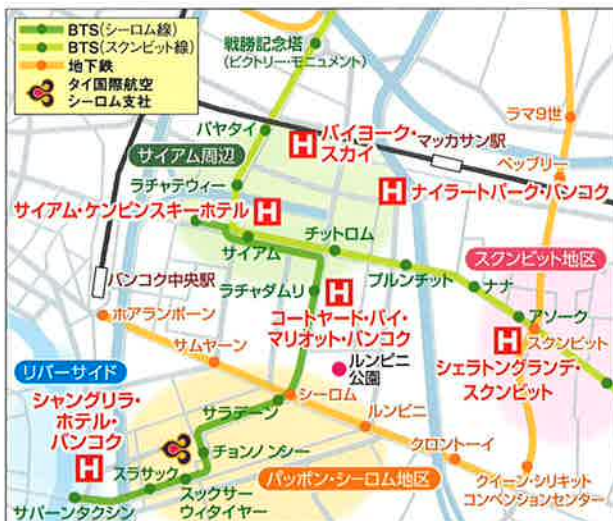 BTS(シーロム線)
BTS(スクンビット線)
地下鉄
タイ国際航空
シーロム支社
戦勝記念塔
(ビクトリー・モニュメント)
ラマ9世
パヤタイ
バイヨーク・
スカイ
マッカサン駅
ペッブリー
サイアム周辺
ラチャテウィー
H
H
ナイラートパーク・バンコク
サイアム・ケンピンスキーホテル
H
サイアム
チットロム
スクンビット地区
バンコク中央駅
ラチャダムリ
プルンチット
ナナ
H
アソーク
ホアランポーン
コートヤード・バイ・
マリオット・バンコク
H
スクンビット
サムヤーン
シェラトングランデ・
スクンビット
リバーサイド
ルンピニ
公園
シャングリラ・
ホテル・
バンコク
シーロム
サラデーン
ルンピニ
H
チョンノンシー
クロントーイ
スラサック
パッポン・シーロム地区
サパーンタクシン
スックサー
ウィタイヤー
クイーン・シリキット
コンベンションセンター